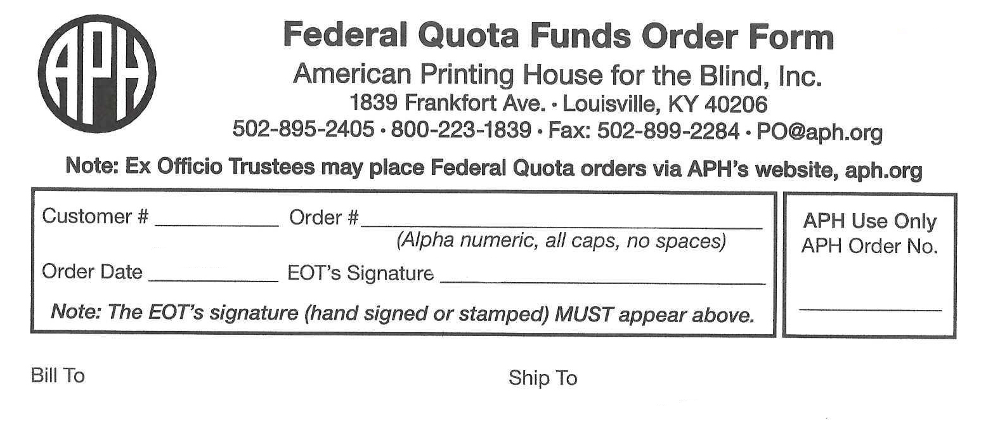 APH
Federal Quota Funds Order Form
American Printing House for the Blind, Inc.
1839 Frankfort Ave. • Louisville, KY 40206
502-895-2405 • 800-223-1839 • Fax: 502-899-2284 • PO@aph.org
Note: Ex Officio Trustees may place Federal Quota orders via APH's website, aph.org
Customer # ____________ Order #____________
(Alpha numeric, all caps, no spaces)
Order Date ____________ EOT's Signature ____________
Note: The EOT's signature (hand signed or stamped) MUST appear above.
APH Use Only
APH Order No.
Bill To
Ship To